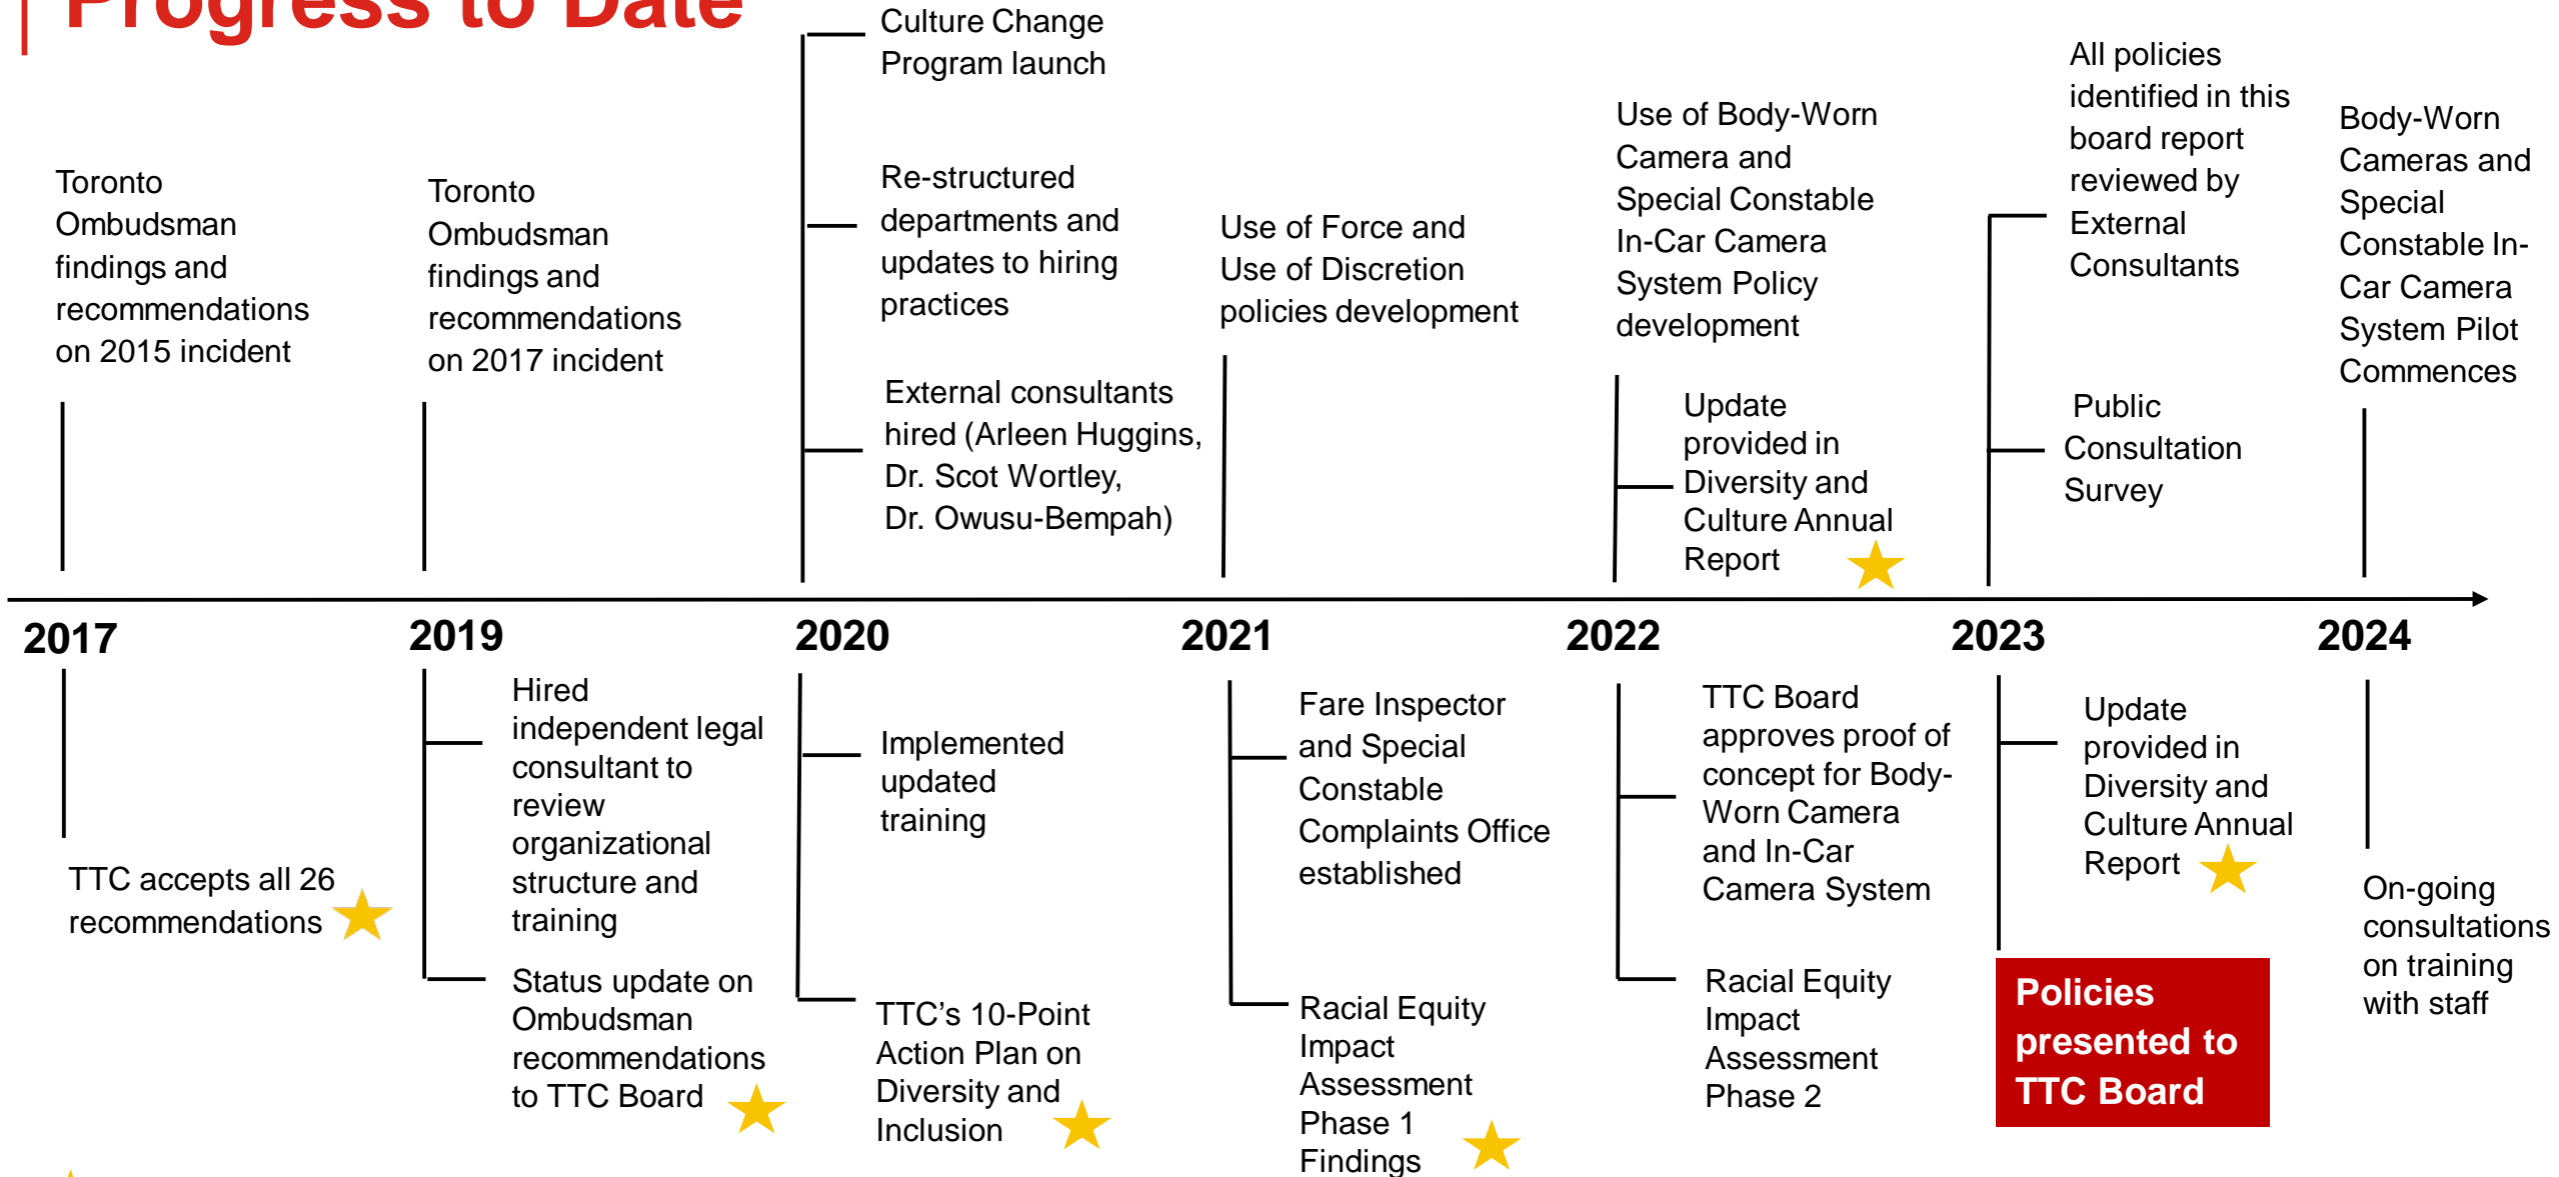 Progress to Date
Culture Change
Program launch
Re-structured
departments and
updates to hiring
practices
External consultants
hired (Arleen Huggins,
Dr. Scot Wortley,
Dr. Owusu-Bempah)
Toronto
Ombudsman
findings and
recommendations
on 2015 incident
Toronto
Ombudsman
findings and
recommendations
on 2017 incident
Use of Force and
Use of Discretion
policies development
Use of Body-Worn
Camera and
Special Constable
In-Car Camera
System Policy
development
Update
provided in
Diversity and
Culture Annual
Report
All policies
identified in this
board report
reviewed by
External
Consultants
Public
Consultation
Survey
Body-Worn
Cameras and
Special
Constable In-
Car Camera
System Pilot
Commences
2017
2019
2020
2021
2022
2023
2024
TTC accepts all 26
recommendations
Hired
independent legal
consultant to
review
organizational
structure and
training
Status update on
Ombudsman
recommendations
to TTC Board
Implemented
updated
training
TTC’s 10-Point
Action Plan on
Diversity and
Inclusion
Fare Inspector
and Special
Constable
Complaints Office
established
Racial Equity
Impact
Assessment
Phase 1
Findings
TTC Board
approves proof of
concept for Body-
Worn Camera
and In-Car
Camera System
Racial Equity
Impact
Assessment
Phase 2
Update
provided in
Diversity and
Culture Annual
Report
Policies
presented to
TTC Board
On-going
consultations
on training
with staff